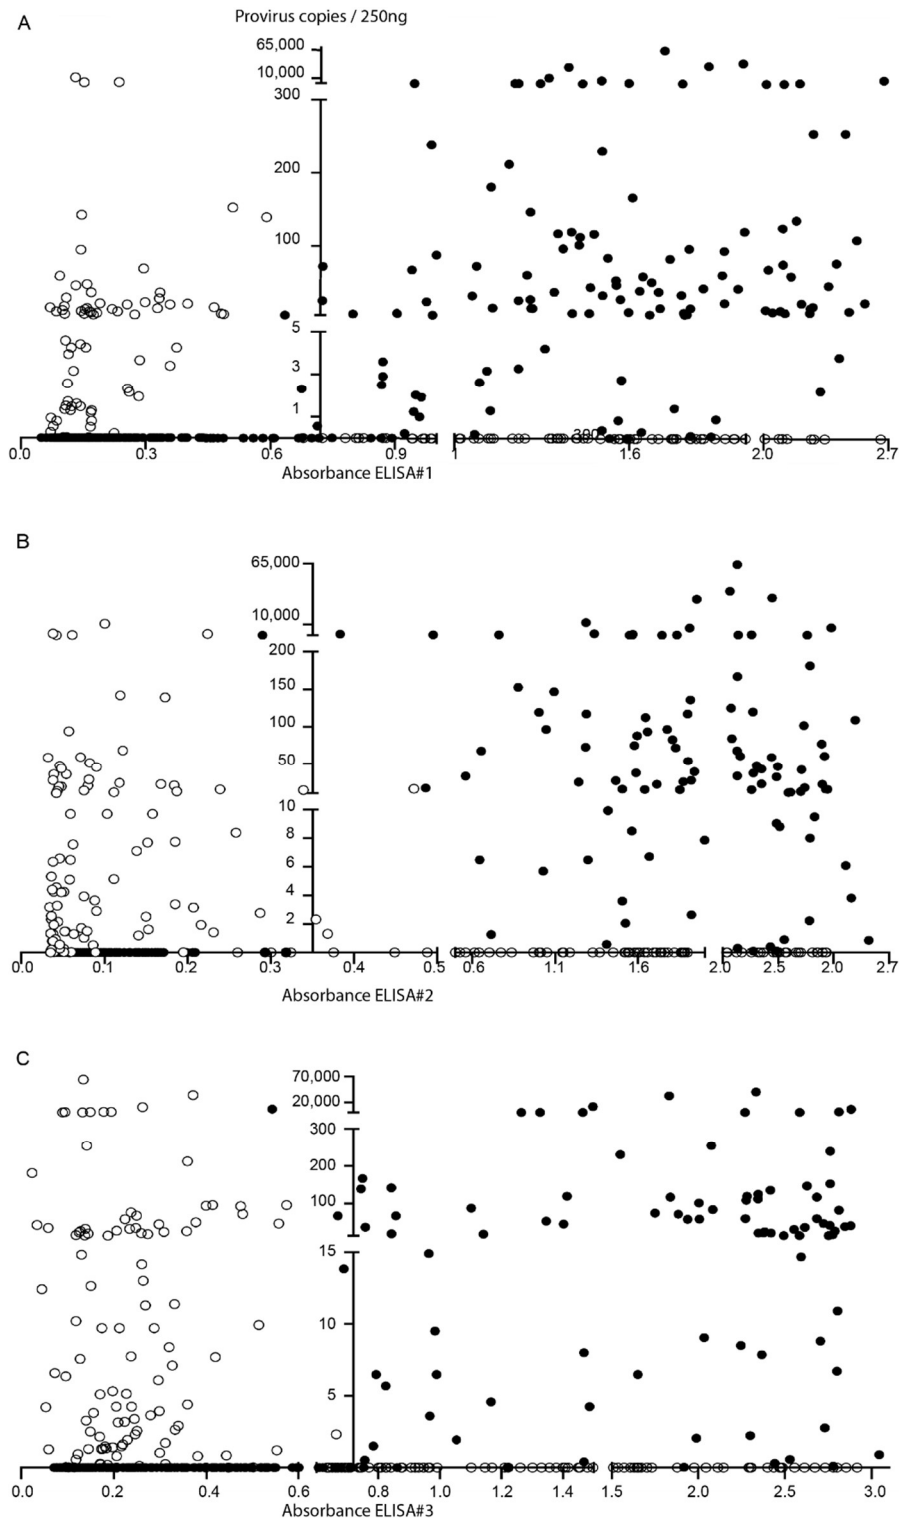 A
Provirus copies / 250ng
65,000
10,000
300
200
100
5
3
1
200
0.0 0.3 0.6 0.9 1 1.6 2.0 2.7
Absorbance ELISA#1
B
65,000
10,000
200
150
100
50
10
8
6
4
2
0.0 0.1 0.2 0.3 0.4 0.5 0.6 1.1 1.6 2.0 2.5 2.0 2.7
Absorbance ELISA#2
C
70,000
20,000
300
200
100
15
10
5
0.0 0.2 0.4 0.6 0.8 1.0 1.2 1.4 1.5 2.0 2.5 3.0
Absorbance ELISA#3